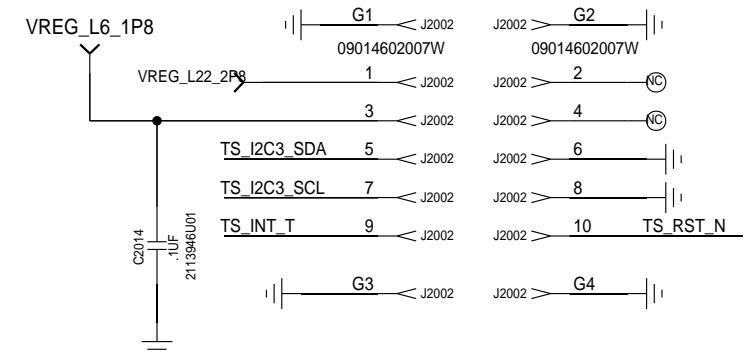 G1 J2002 J2002 G2
VREG_L6_1P8
09014602007W 09014602007W
VREG_L22_2P8 1 J2002 J2002 2 NC
3 J2002 J2002 4 NC
TS_I2C3_SDA 5 J2002 J2002 6
TS_I2C3_SCL 7 J2002 J2002 8
TS_INT_T 9 J2002 J2002 10 TS_RST_N
C2014
.1UF
2113946U01
G3 J2002 J2002 G4